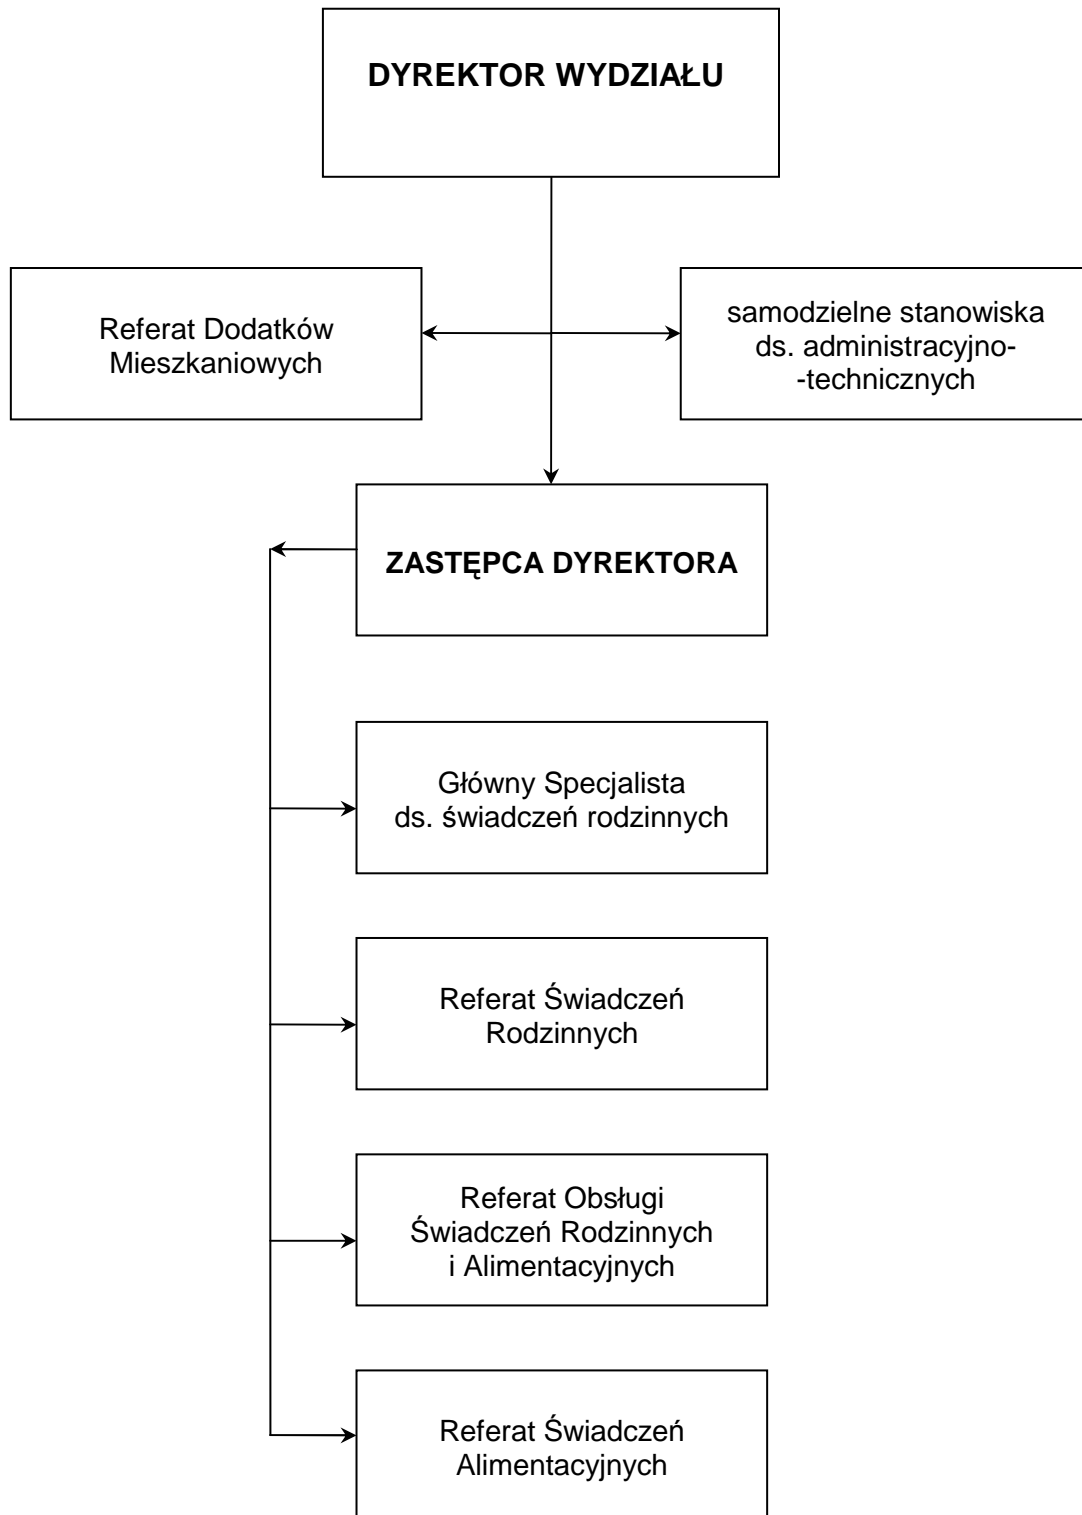 DYREKTOR WYDZIAŁU
Referat Dodatków
Mieszkaniowych
samodzielne stanowiska
ds. administracyjno-
-technicznych
ZASTĘPCA DYREKTORA
Główny Specjalista
ds. świadczeń rodzinnych
Referat Świadczeń
Rodzinnych
Referat Obsługi
Świadczeń Rodzinnych
i Alimentacyjnych
Referat Świadczeń
Alimentacyjnych